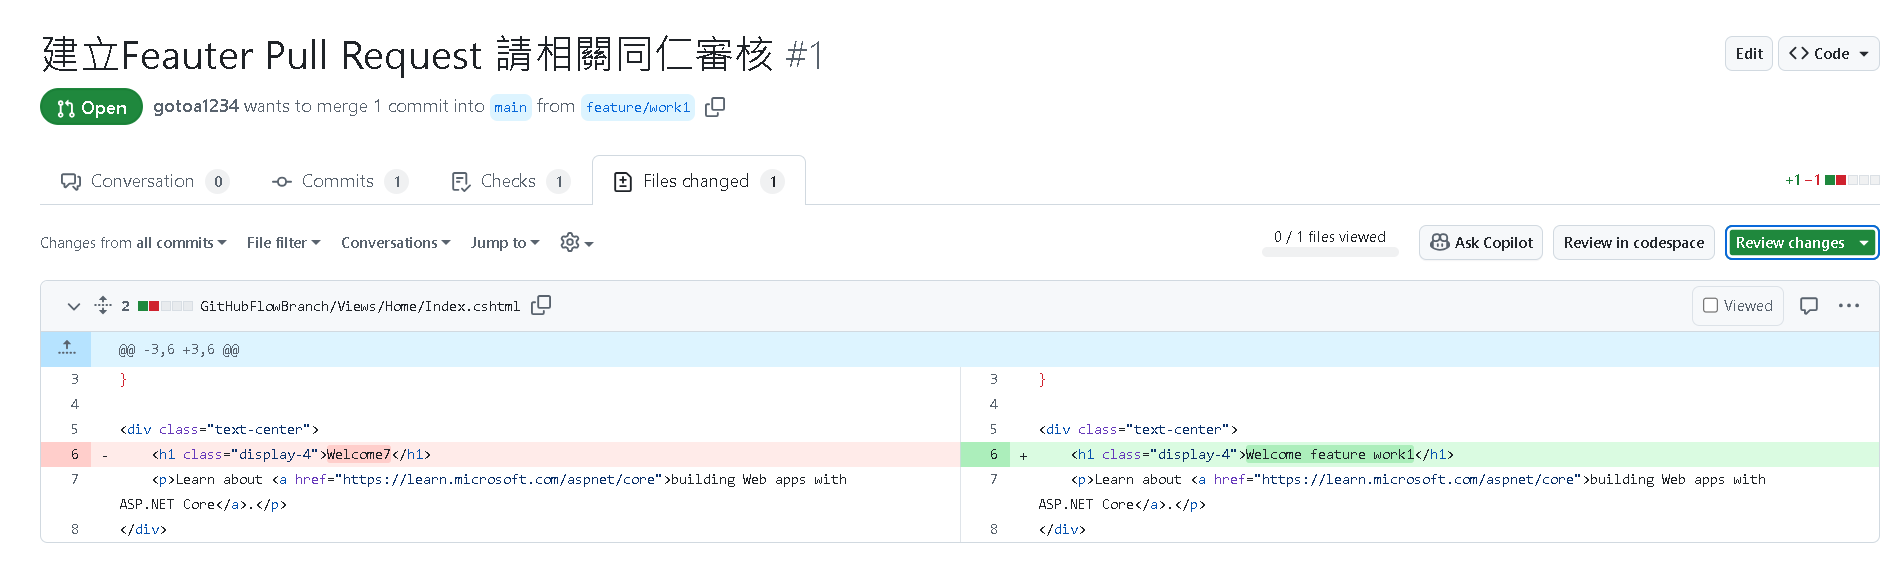 建立Feauter Pull Request 請相關同仁審核 #1
Edit
Code
Open gotoa1234 wants to merge 1 commit into main from feature/work1
Conversation 0 Commits 1 Checks 1 Files changed 1
+1 −1
Changes from all commits File filter Conversations Jump to
0 / 1 files viewed
Ask Copilot Review in codespace Review changes
2 GitHubFlowBranch/Views/Home/Index.cshtml
Viewed
@@ -3,6 +3,6 @@
3 }
4
5 <div class="text-center">
6 - <h1 class="display-4">Welcome7</h1>
7 <p>Learn about <a href="https://learn.microsoft.com/aspnet/core">building Web apps with
ASP.NET Core</a>.</p>
8 </div>
3 }
4
5 <div class="text-center">
6 + <h1 class="display-4">Welcome feature work1</h1>
7 <p>Learn about <a href="https://learn.microsoft.com/aspnet/core">building Web apps with
ASP.NET Core</a>.</p>
8 </div>